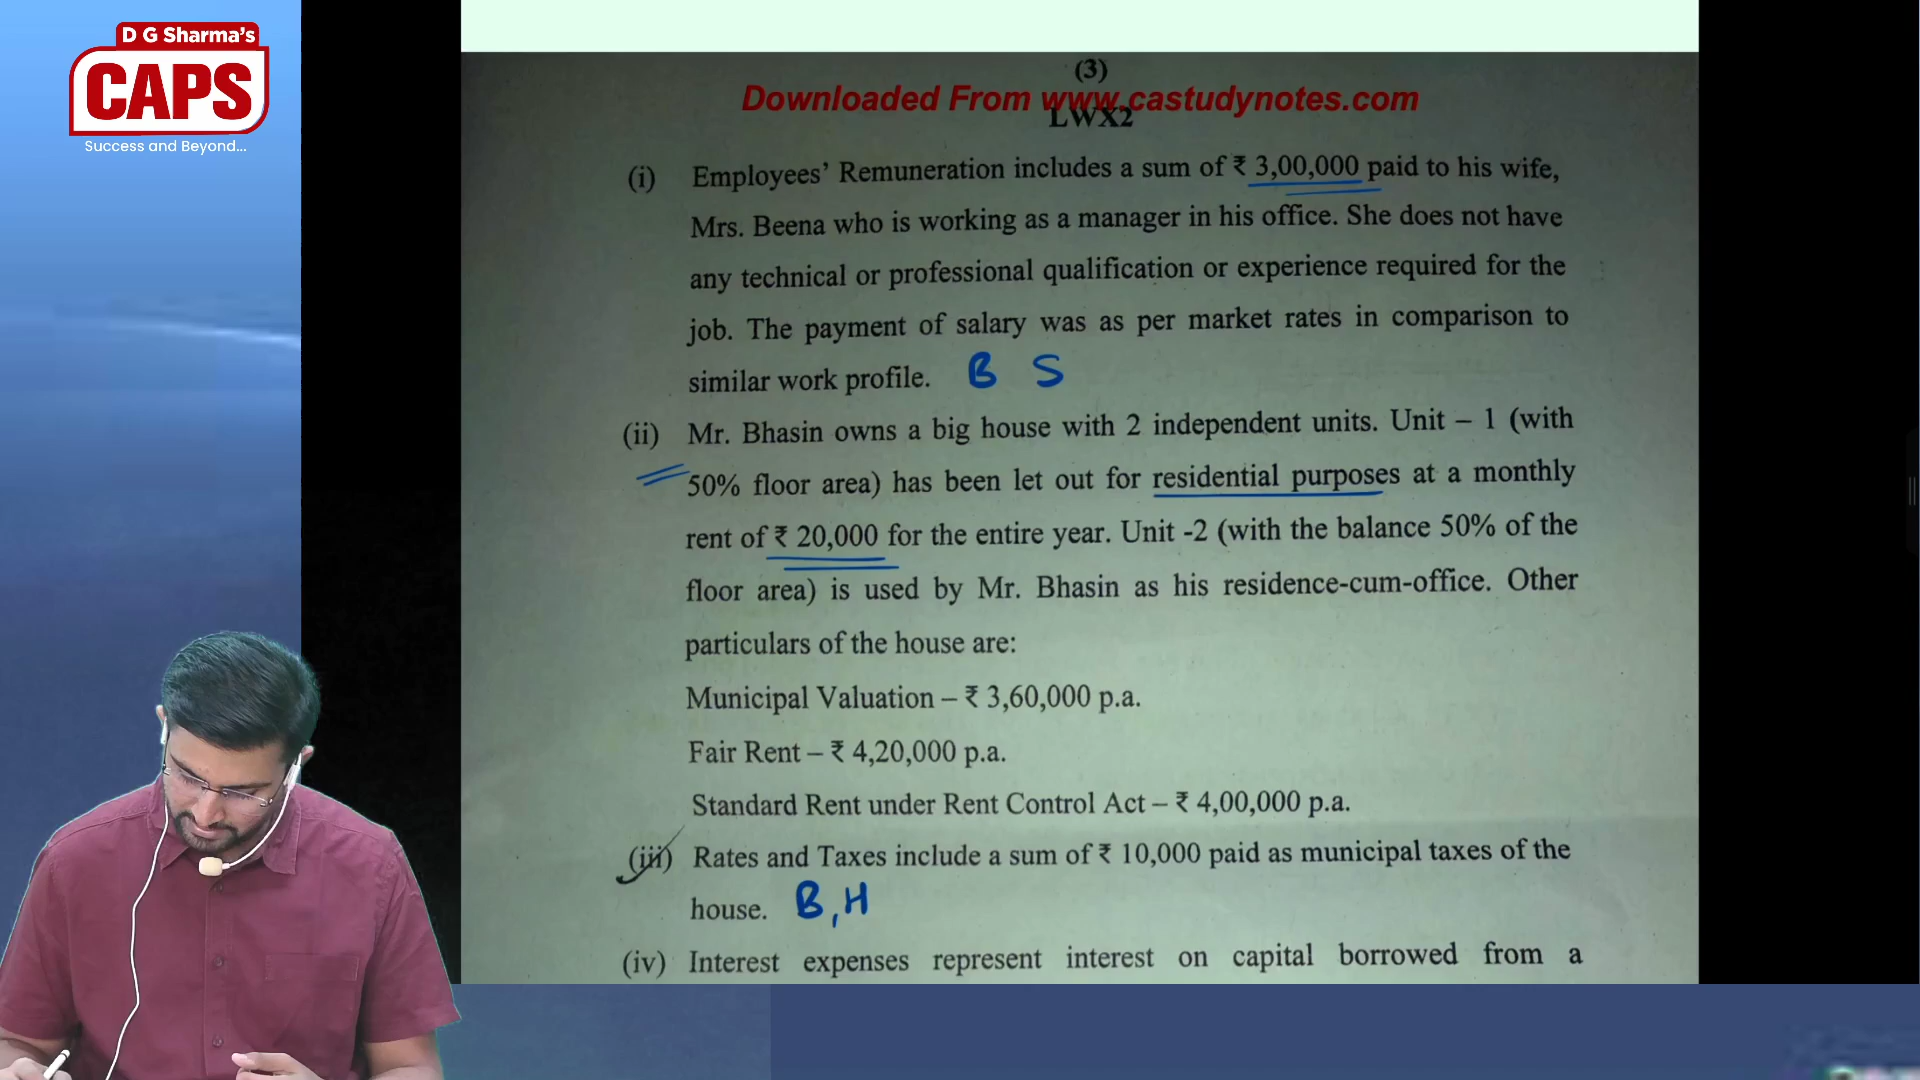 D G Sharma's
CAPS
Success and Beyond...
(3)
Downloaded From www.castudynotes.com
LWX2
(i) Employees' Remuneration includes a sum of ₹ 3,00,000 paid to his wife,
Mrs. Beena who is working as a manager in his office. She does not have
any technical or professional qualification or experience required for the
job. The payment of salary was as per market rates in comparison to
similar work profile. B S
(ii) Mr. Bhasin owns a big house with 2 independent units. Unit – 1 (with
50% floor area) has been let out for residential purposes at a monthly
rent of ₹ 20,000 for the entire year. Unit -2 (with the balance 50% of the
floor area) is used by Mr. Bhasin as his residence-cum-office. Other
particulars of the house are:
Municipal Valuation – ₹ 3,60,000 p.a.
Fair Rent – ₹ 4,20,000 p.a.
Standard Rent under Rent Control Act – ₹ 4,00,000 p.a.
(iii) Rates and Taxes include a sum of ₹ 10,000 paid as municipal taxes of the
house. B, H
(iv) Interest expenses represent interest on capital borrowed from a